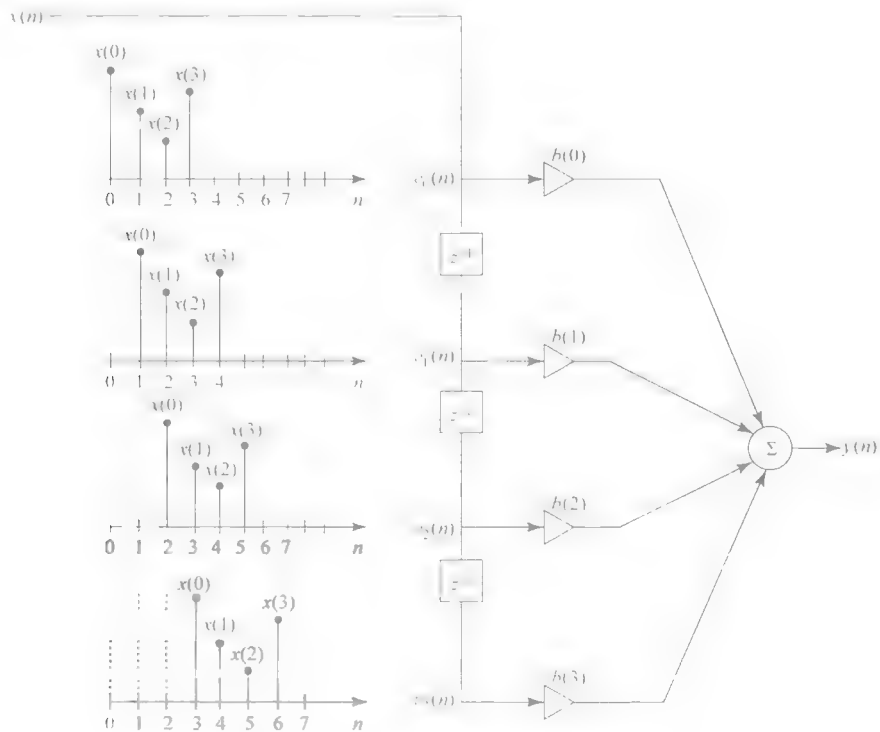 x(n)
x(0)
x(3)
x(1)
x(2)
b(0)
0 1 2 3 4 5 6 7 n
x(0)
x(3)
x(1)
x(2)
b(1)
0 1 2 3 4 n
x(0)
x(3)
x(1)
x(2)
Σ y(n)
b(2)
0 1 2 3 4 5 6 7 n
x(0)
x(3)
x(1)
x(2)
b(3)
0 1 2 3 4 5 6 7 n